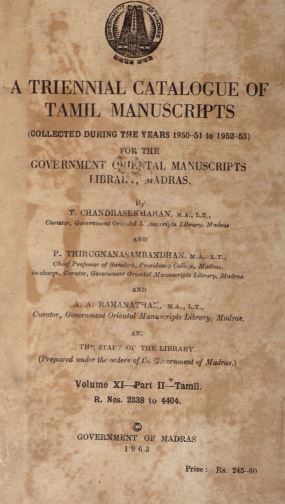 A TRIENNIAL CATALOGUE OF
TAMIL MANUSCRIPTS
(COLLECTED DURING THE YEARS 1950-51 to 1952-53)
FOR THE
GOVERNMENT ORIENTAL MANUSCRIPTS
LIBRARY, MADRAS.
By
T. CHANDRASEKHARAN, M.A., L.T.,
Curator, Government Oriental Manuscripts Library, Madras
AND
P. THIRUGNANASAMBANDHAN, M.A., L.T.,
Chief Professor of Sanskrit, Presidency College, Madras,
in-charge, Curator, Government Oriental Manuscripts Library, Madras
AND
A. A. RAMANATHAN, M.A., L.T.,
Curator, Government Oriental Manuscripts Library, Madras,
AND
THE STAFF OF THE LIBRARY
(Prepared under the orders of the Government of Madras.)
Volume XI—Part II—Tamil.
R. Nos. 2338 to 4404.
©
GOVERNMENT OF MADRAS
1963
Price : Rs. 245-60